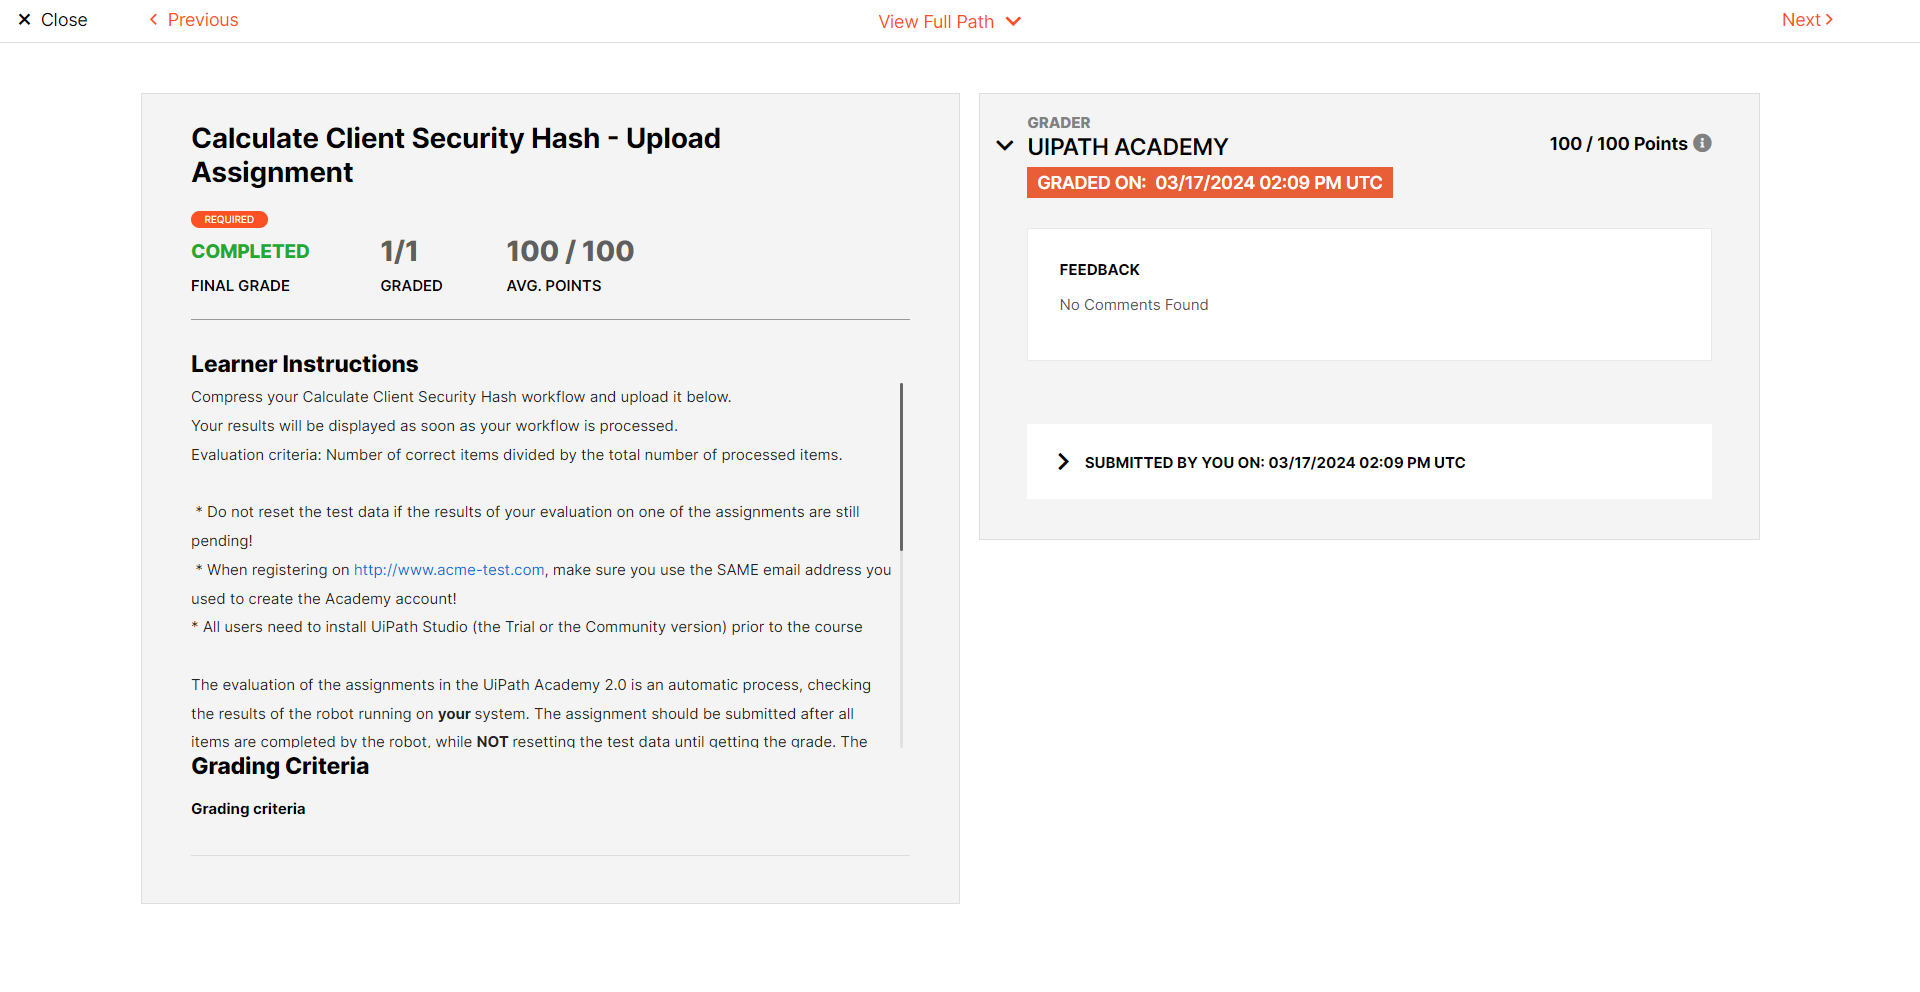 Close
Previous
View Full Path
Next
Calculate Client Security Hash - Upload
Assignment
REQUIRED
COMPLETED
1/1
100 / 100
FINAL GRADE
GRADED
AVG. POINTS
Learner Instructions
Compress your Calculate Client Security Hash workflow and upload it below.
Your results will be displayed as soon as your workflow is processed.
Evaluation criteria: Number of correct items divided by the total number of processed items.
* Do not reset the test data if the results of your evaluation on one of the assignments are still
pending!
* When registering on http://www.acme-test.com, make sure you use the SAME email address you
used to create the Academy account!
* All users need to install UiPath Studio (the Trial or the Community version) prior to the course
The evaluation of the assignments in the UiPath Academy 2.0 is an automatic process, checking
the results of the robot running on your system. The assignment should be submitted after all
items are completed by the robot, while NOT resetting the test data until getting the grade. The
Grading Criteria
Grading criteria
GRADER
UIPATH ACADEMY
100 / 100 Points
GRADED ON: 03/17/2024 02:09 PM UTC
FEEDBACK
No Comments Found
SUBMITTED BY YOU ON: 03/17/2024 02:09 PM UTC